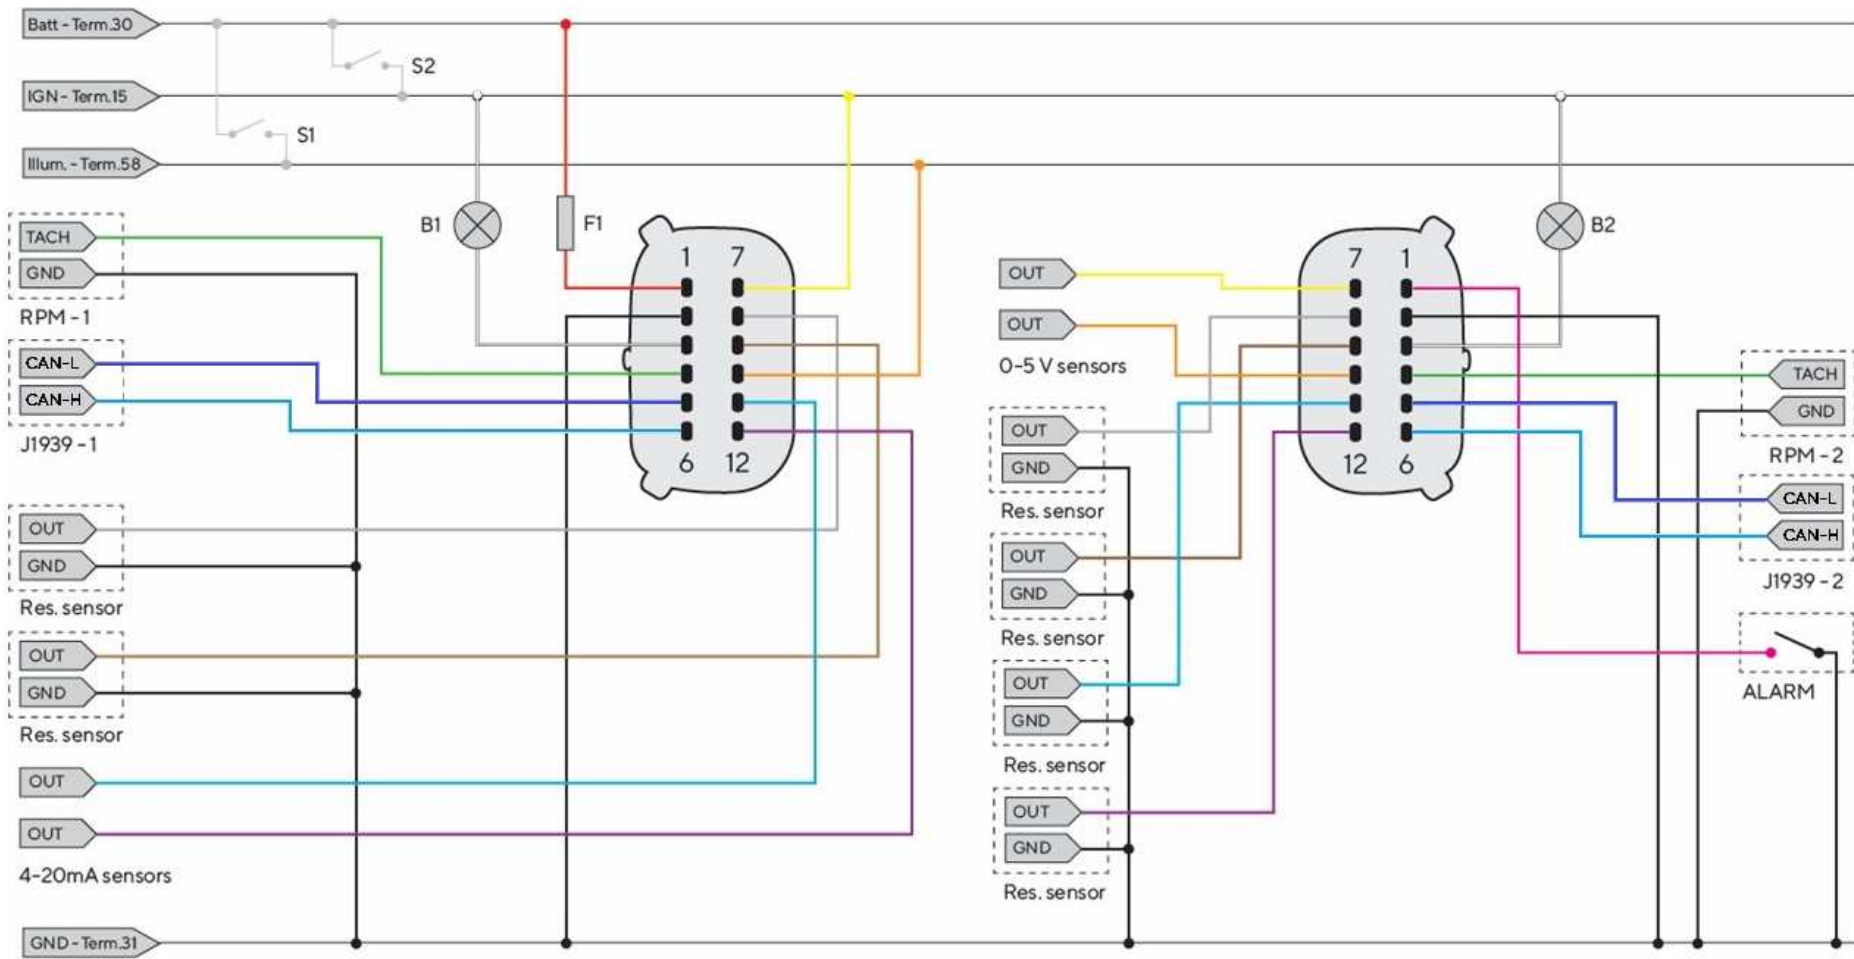 Batt - Term.30
S2
IGN - Term.15
S1
Illum. - Term.58
B1
F1
B2
TACH
GND
RPM - 1
CAN-L
CAN-H
J1939 - 1
1 7
6 12
OUT
GND
Res. sensor
OUT
GND
Res. sensor
OUT
OUT
4-20mA sensors
GND - Term.31
OUT
OUT
0-5 V sensors
OUT
GND
Res. sensor
OUT
GND
Res. sensor
OUT
GND
Res. sensor
OUT
GND
Res. sensor
7 1
12 6
TACH
GND
RPM - 2
CAN-L
CAN-H
J1939 - 2
ALARM